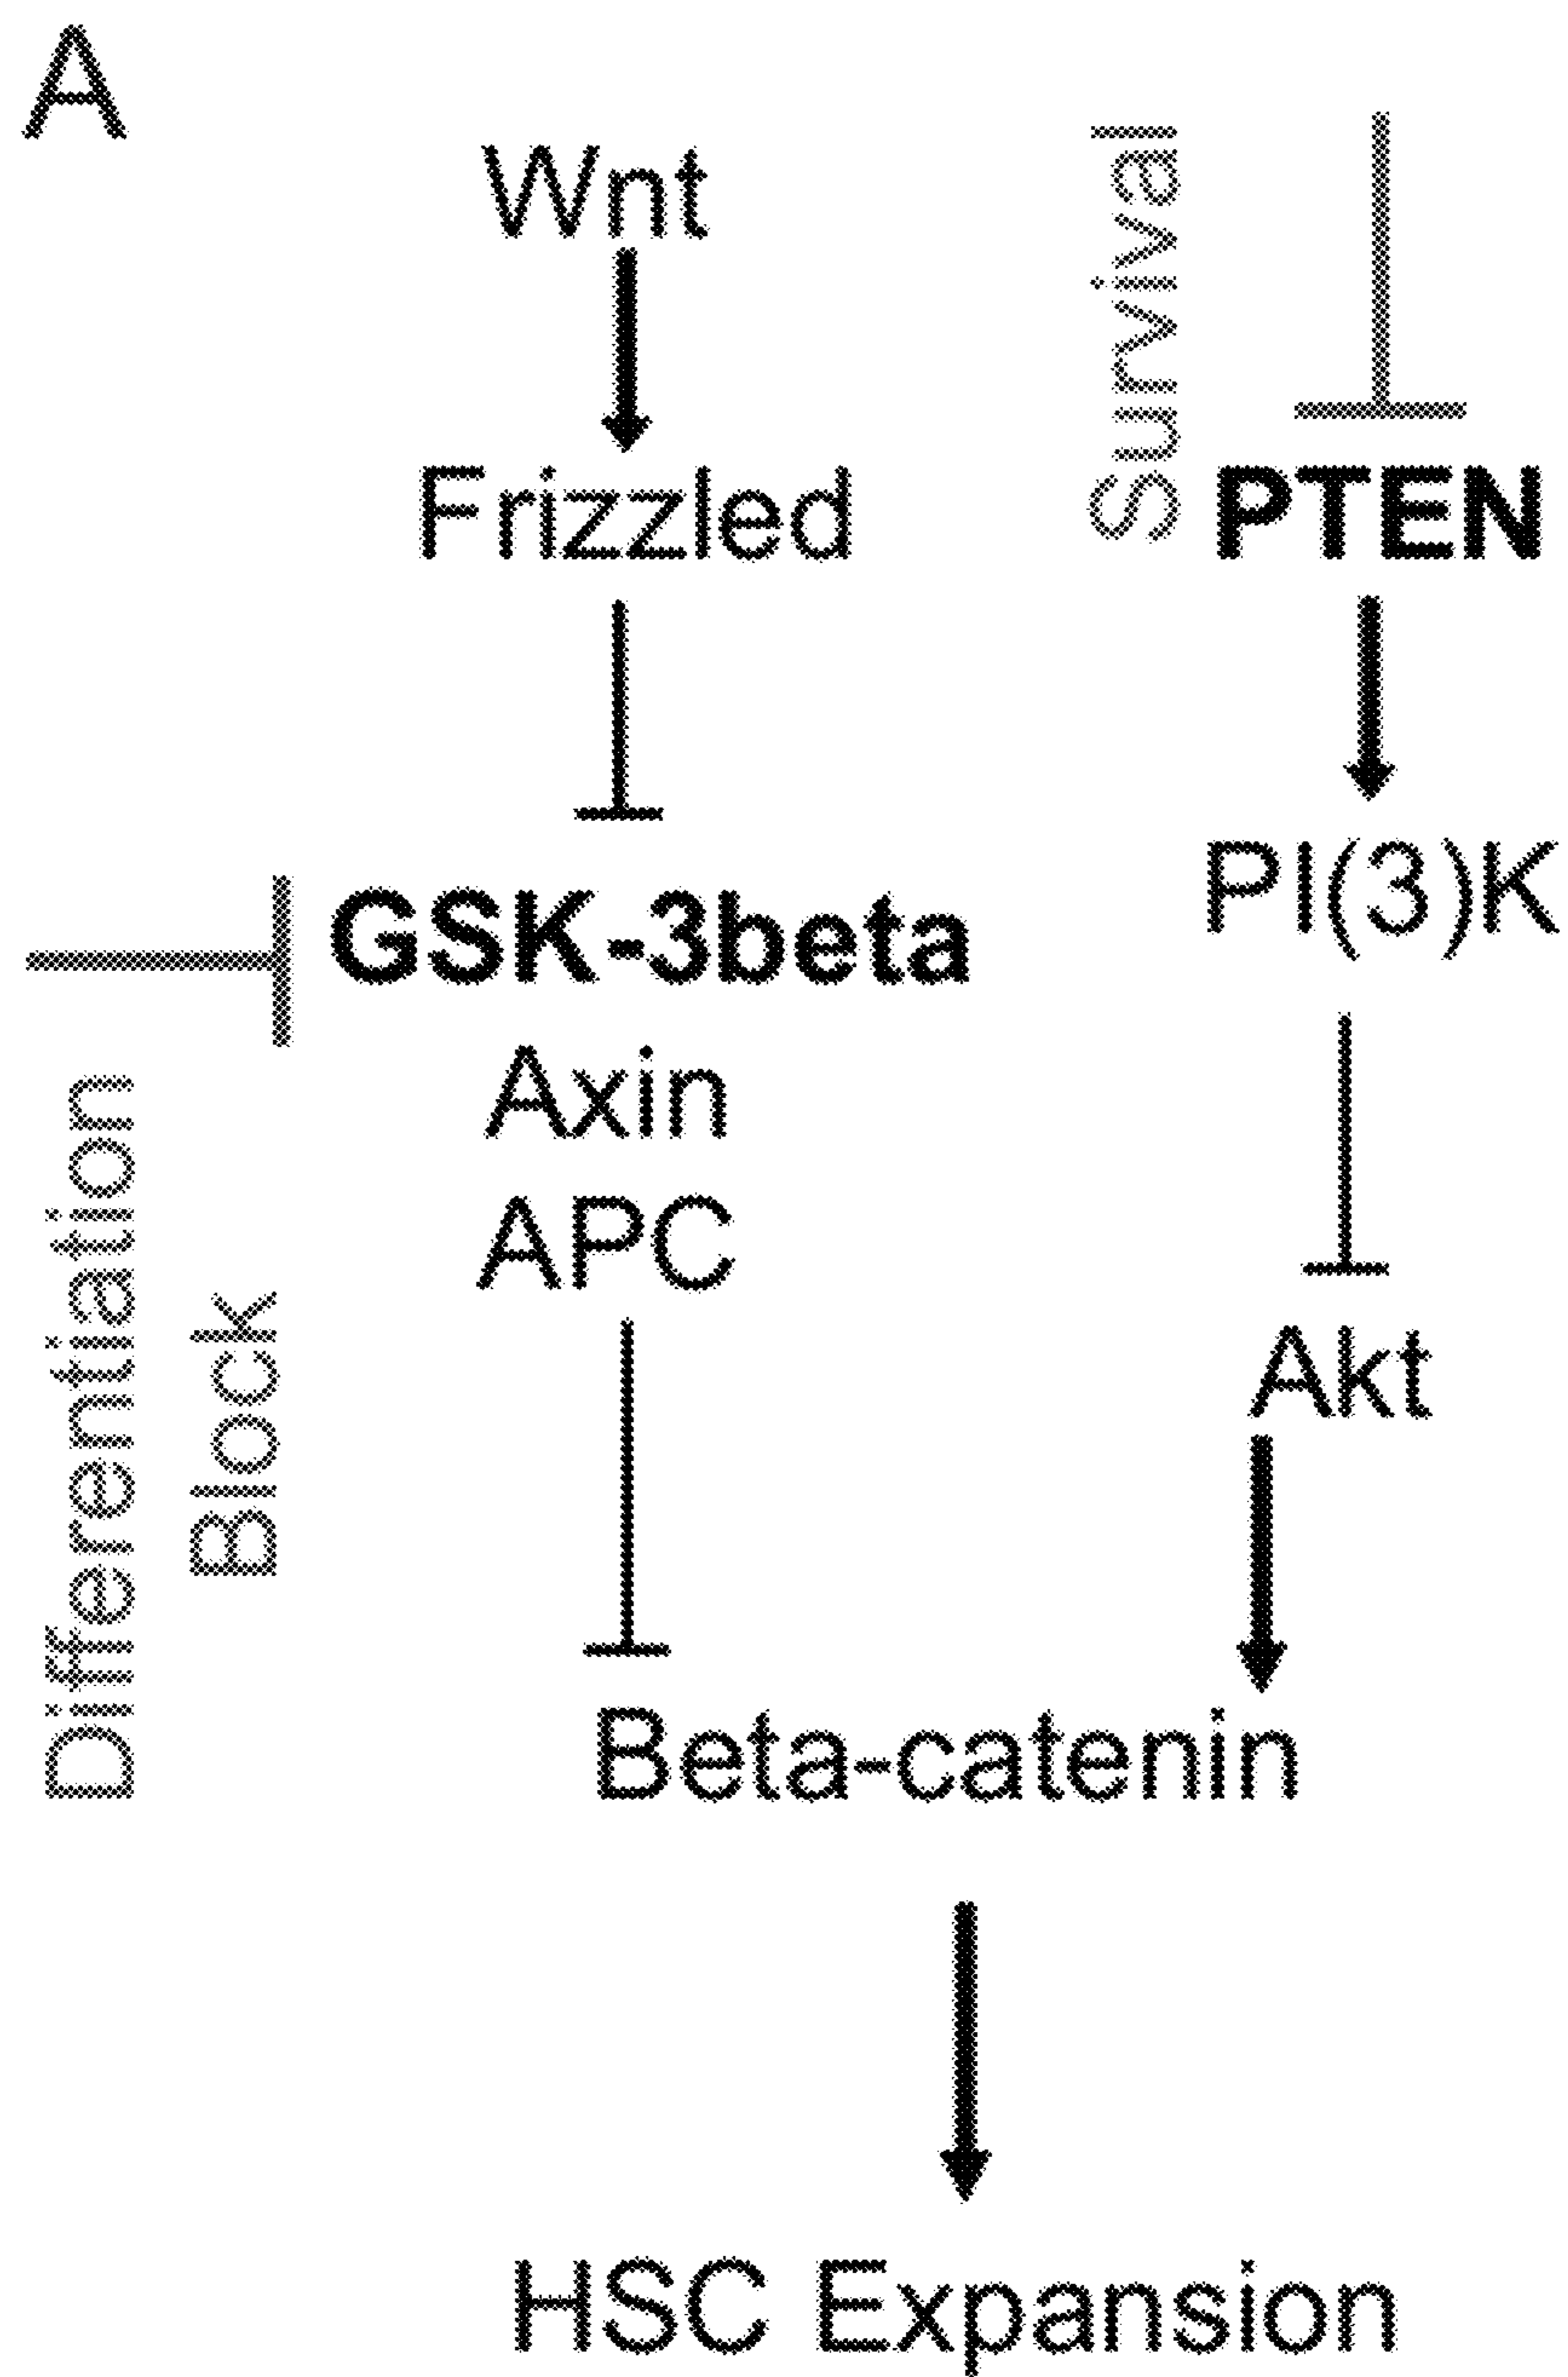 A
Wnt
Survival
Frizzled
PTEN
PI(3)K
GSK-3beta
Axin
APC
Differentiation
Block
Akt
Beta-catenin
HSC Expansion